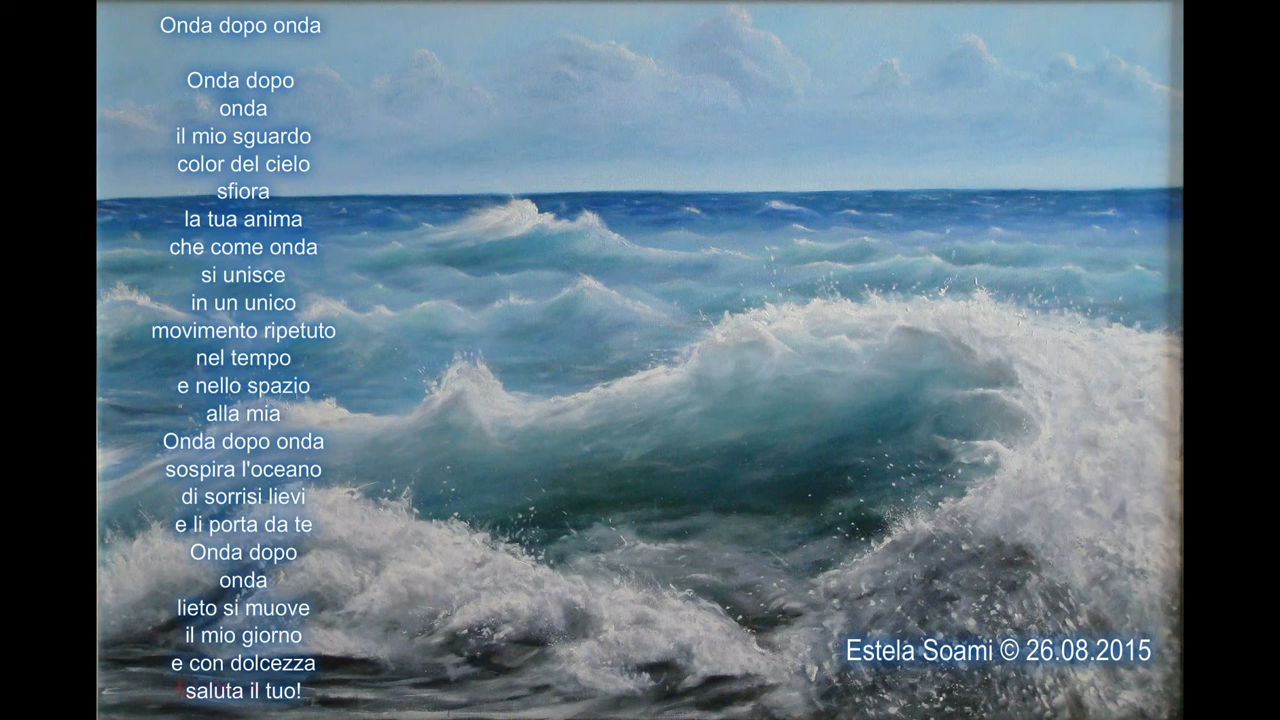 Onda dopo onda
Onda dopo
onda
il mio sguardo
color del cielo
sfiora
la tua anima
che come onda
si unisce
in un unico
movimento ripetuto
nel tempo
e nello spazio
alla mia
Onda dopo onda
sospira l'oceano
di sorrisi lievi
e li porta da te
Onda dopo
onda
lieto si muove
il mio giorno
e con dolcezza
saluta il tuo!
Estela Soami © 26.08.2015